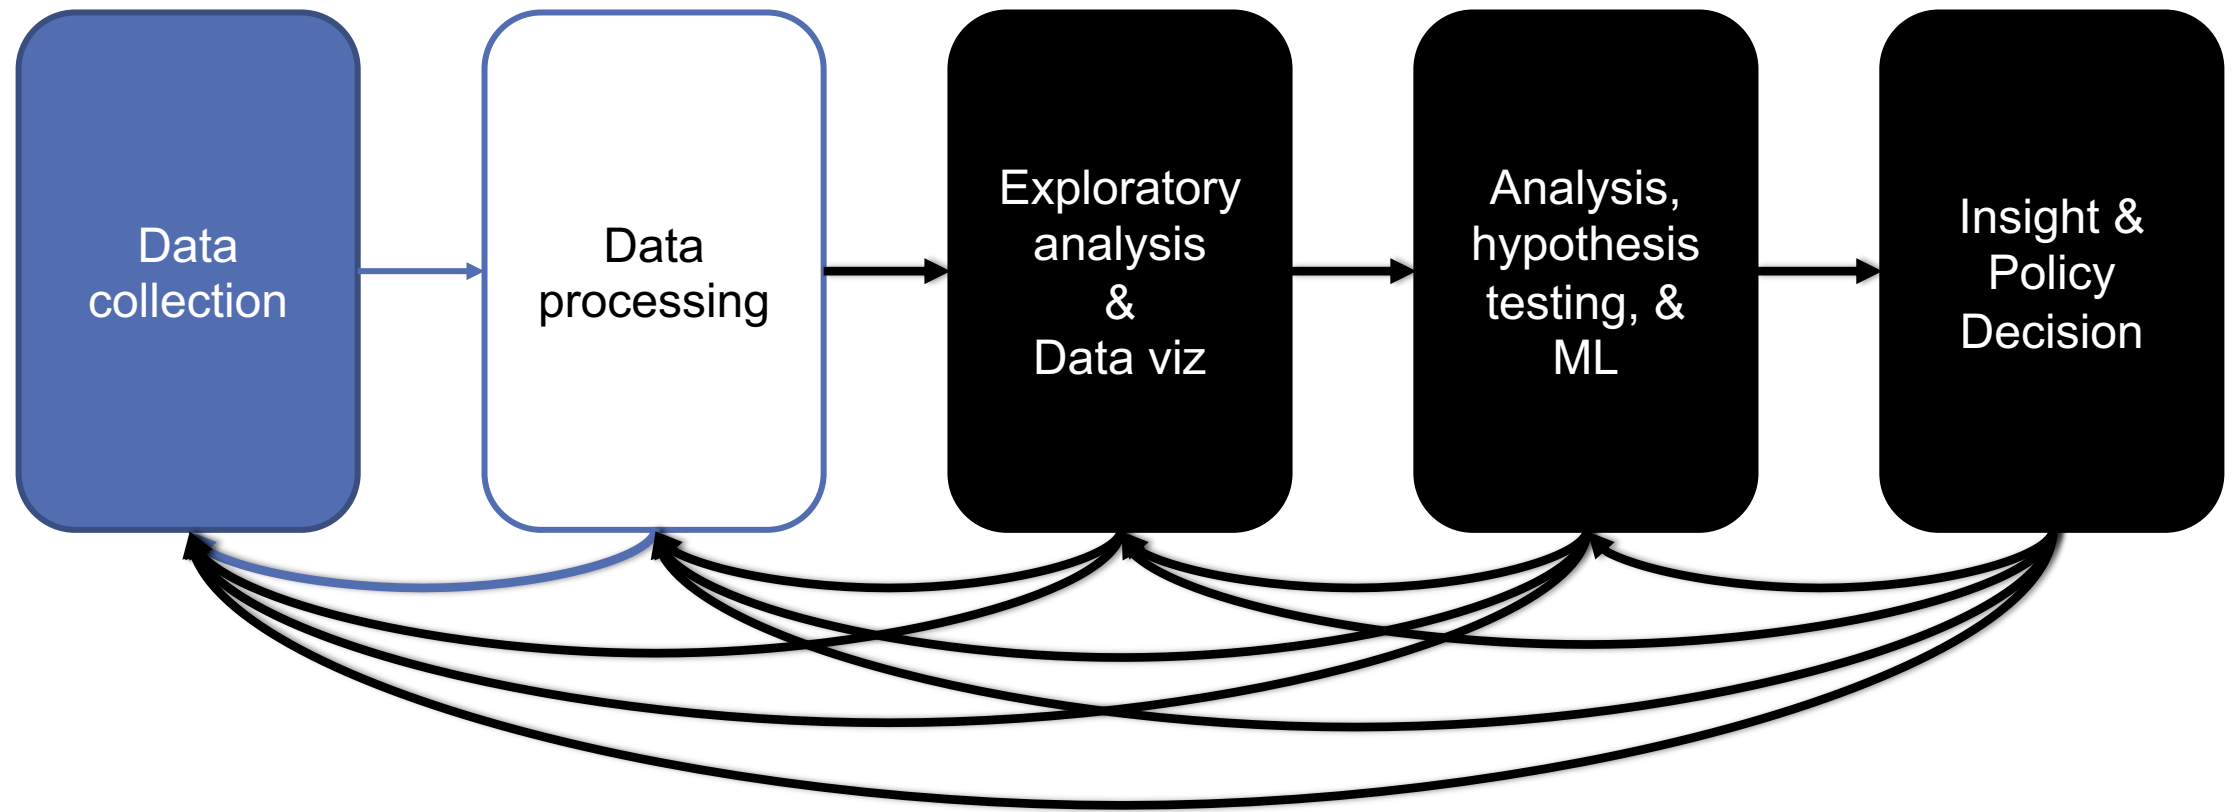 Data
collection
Data
processing
Exploratory
analysis
&
Data viz
Analysis,
hypothesis
testing, &
ML
Insight &
Policy
Decision